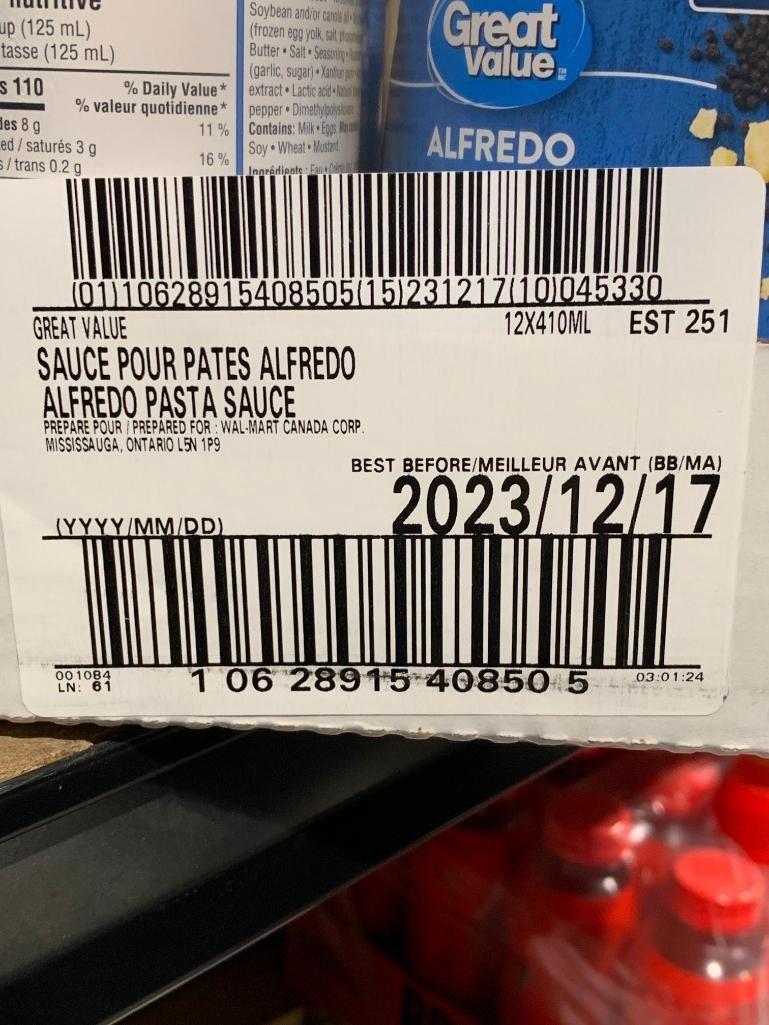 up (125 mL)
tasse (125 mL)
s 110
% Daily Value*
% valeur quotidienne*
des 8 g
11 %
ed / saturés 3 g
s / trans 0.2 g
16 %
Soybean and/or canola
(frozen egg yolk, salt,
Butter • Salt • Seasoning •
(garlic, sugar) • Xanthan
extract • Lactic acid • Natural
pepper • Dimethylpolysiloxane
Contains: Milk • Eggs May
Soy • Wheat • Mustard
Ingrédients : Eau •
Great
Value
TM
MC
ALFREDO
(01)10628915408505(15)231217(10)045330
GREAT VALUE
12X410ML EST 251
SAUCE POUR PATES ALFREDO
ALFREDO PASTA SAUCE
PREPARE POUR / PREPARED FOR : WAL-MART CANADA CORP.
MISSISSAUGA, ONTARIO L5N 1P9
BEST BEFORE/MEILLEUR AVANT (BB/MA)
2023/12/17
(YYYY/MM/DD)
001084
LN: 61
1 06 28915 40850 5
03:01:24